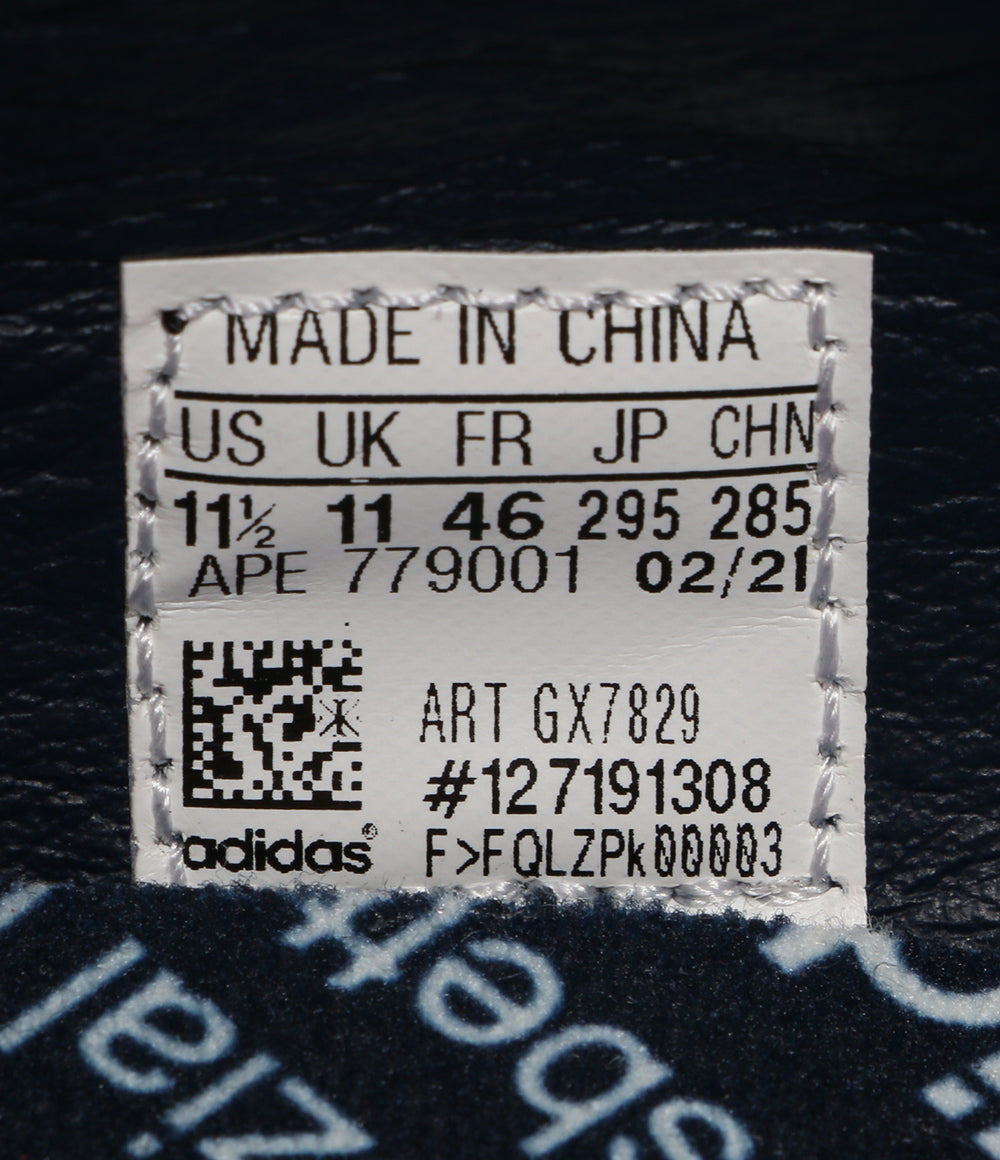 MADE IN CHINA
US UK FR JP CHN
11½ 11 46 295 285
APE 779001 02/21
ART GX7829
#127191308
adidas® F>FQLZPk00003